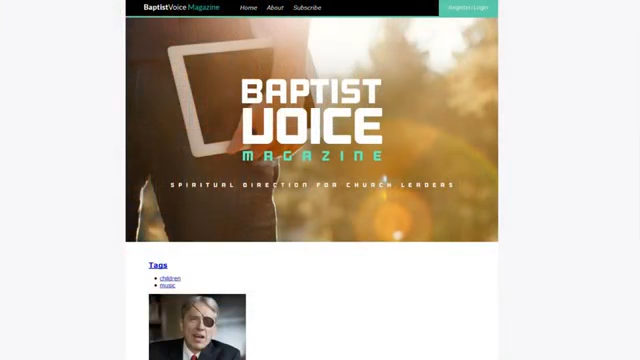 BaptistVoice Magazine Home About Subscribe Register/Login
BAPTIST
VOICE
MAGAZINE
SPIRITUAL DIRECTION FOR CHURCH LEADERS
Tags
children
music